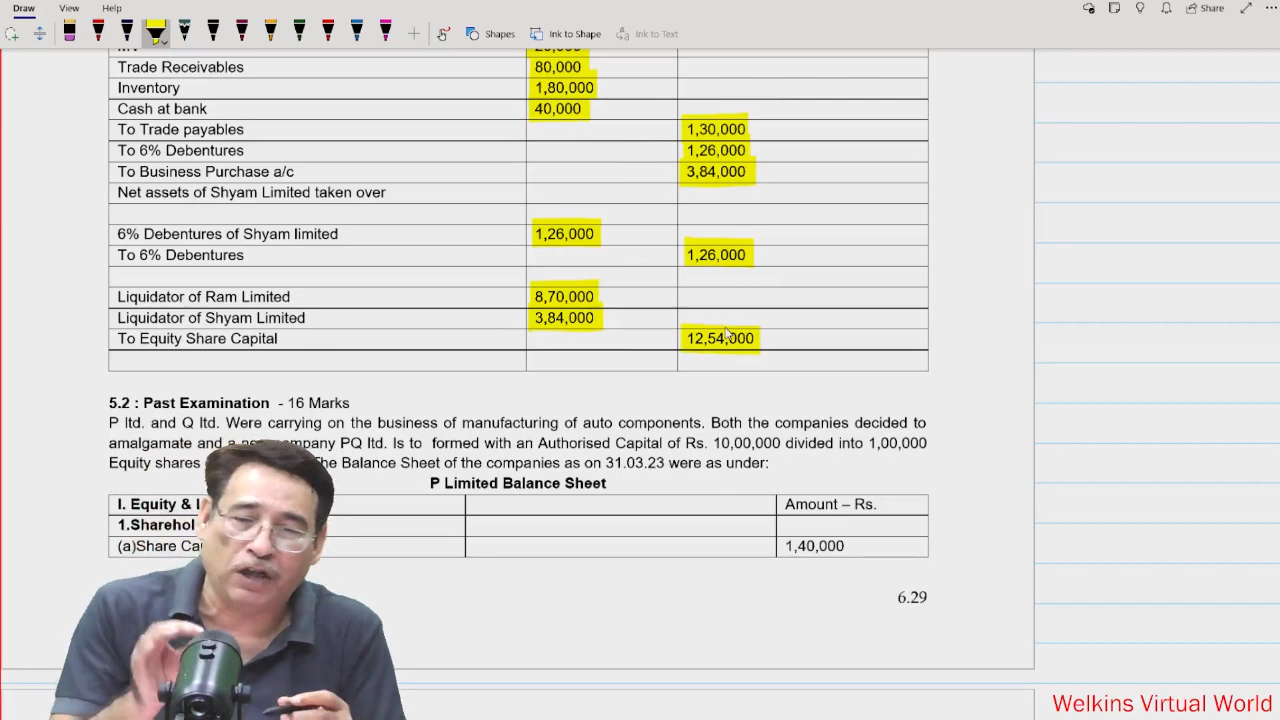 Draw View Help
Share
Shapes Ink to Shape Ink to Text
Trade Receivables 80,000
Inventory 1,80,000
Cash at bank 40,000
To Trade payables 1,30,000
To 6% Debentures 1,26,000
To Business Purchase a/c 3,84,000
Net assets of Shyam Limited taken over
6% Debentures of Shyam limited 1,26,000
To 6% Debentures 1,26,000
Liquidator of Ram Limited 8,70,000
Liquidator of Shyam Limited 3,84,000
To Equity Share Capital 12,54,000
5.2 : Past Examination - 16 Marks
P ltd. and Q ltd. Were carrying on the business of manufacturing of auto components. Both the companies decided to
amalgamate and a company PQ ltd. Is to formed with an Authorised Capital of Rs. 10,00,000 divided into 1,00,000
Equity shares The Balance Sheet of the companies as on 31.03.23 were as under:
P Limited Balance Sheet
I. Equity & Amount – Rs.
1.Sharehol
(a)Share Ca 1,40,000
6.29
Welkins Virtual World